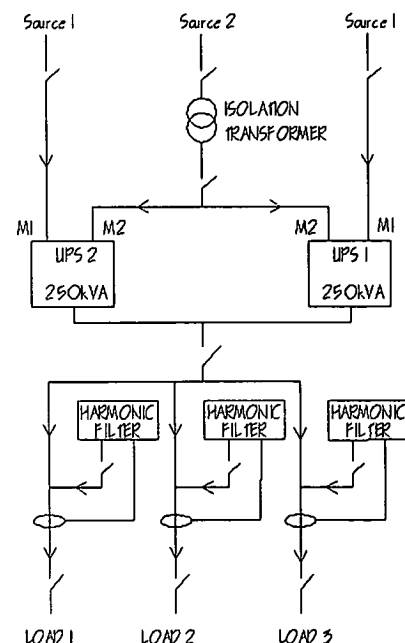 Source 1 Source 2 Source 1
ISOLATION
TRANSFORMER
M1 M2 M2 M1
UPS 2 UPS 1
250kVA 250kVA
HARMONIC HARMONIC HARMONIC
FILTER FILTER FILTER
LOAD 1 LOAD 2 LOAD 3